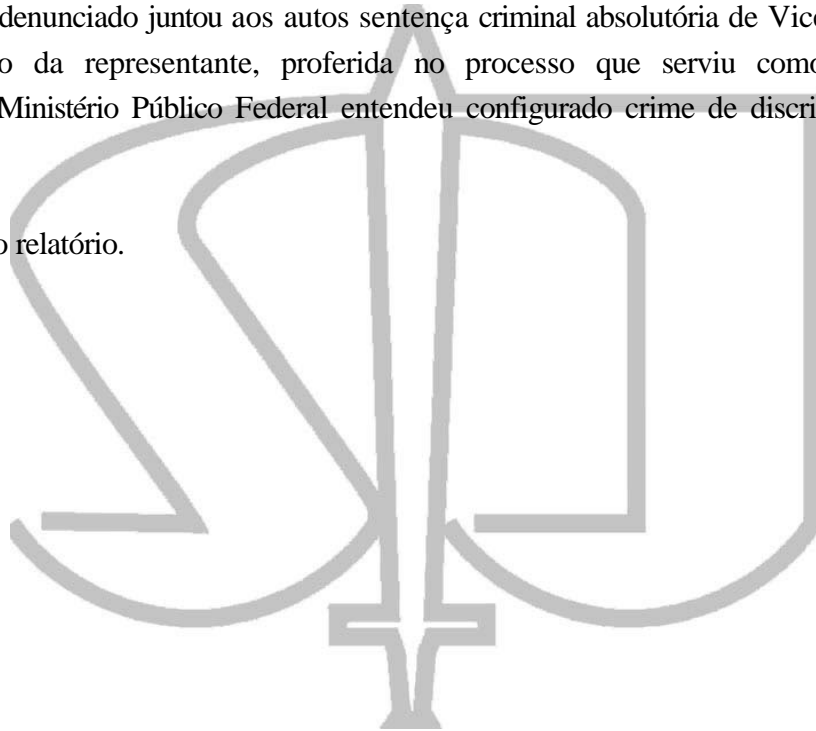 denunciado juntou aos autos sentença criminal absolutória de Vice
o da representante, proferida no processo que serviu como
Ministério Público Federal entendeu configurado crime de discri
o relatório.